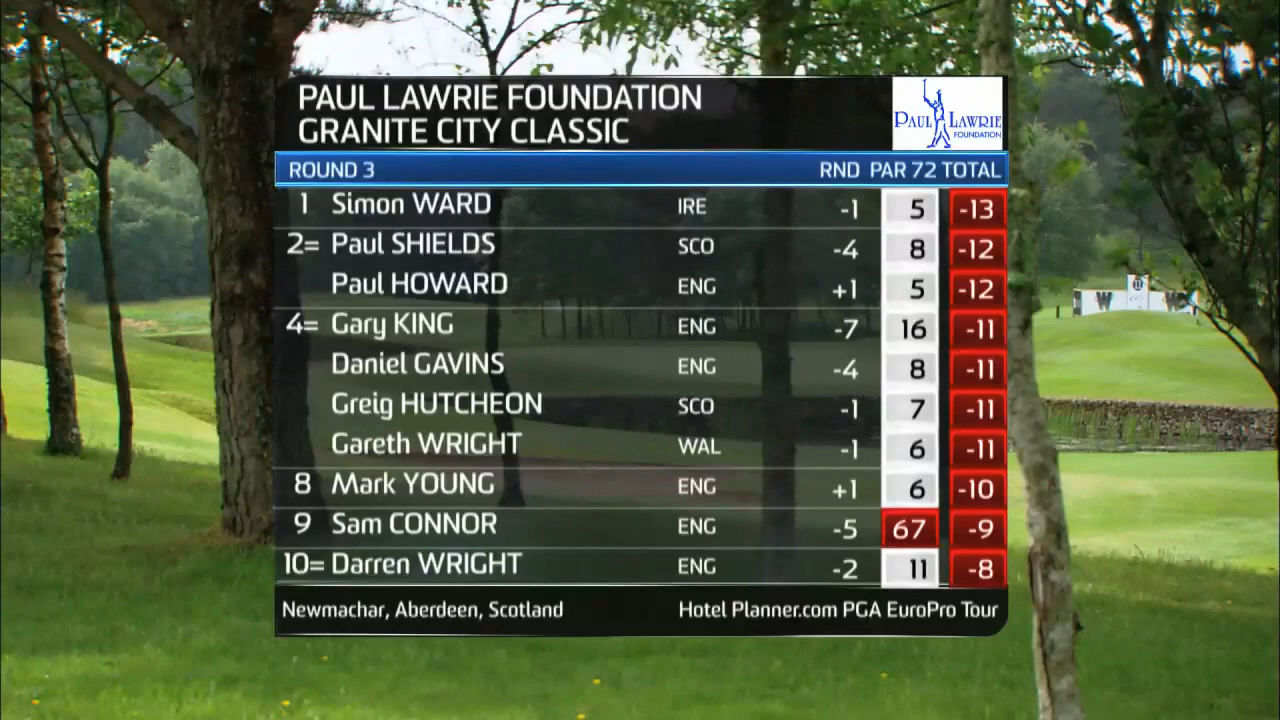 PAUL LAWRIE FOUNDATION
GRANITE CITY CLASSIC
PAUL LAWRIE
FOUNDATION
ROUND 3 RND PAR 72 TOTAL
1 Simon WARD IRE -1 5 -13
2= Paul SHIELDS SCO -4 8 -12
Paul HOWARD ENG +1 5 -12
4= Gary KING ENG -7 16 -11
Daniel GAVINS ENG -4 8 -11
Greig HUTCHEON SCO -1 7 -11
Gareth WRIGHT WAL -1 6 -11
8 Mark YOUNG ENG +1 6 -10
9 Sam CONNOR ENG -5 67 -9
10= Darren WRIGHT ENG -2 11 -8
Newmachar, Aberdeen, Scotland Hotel Planner.com PGA EuroPro Tour